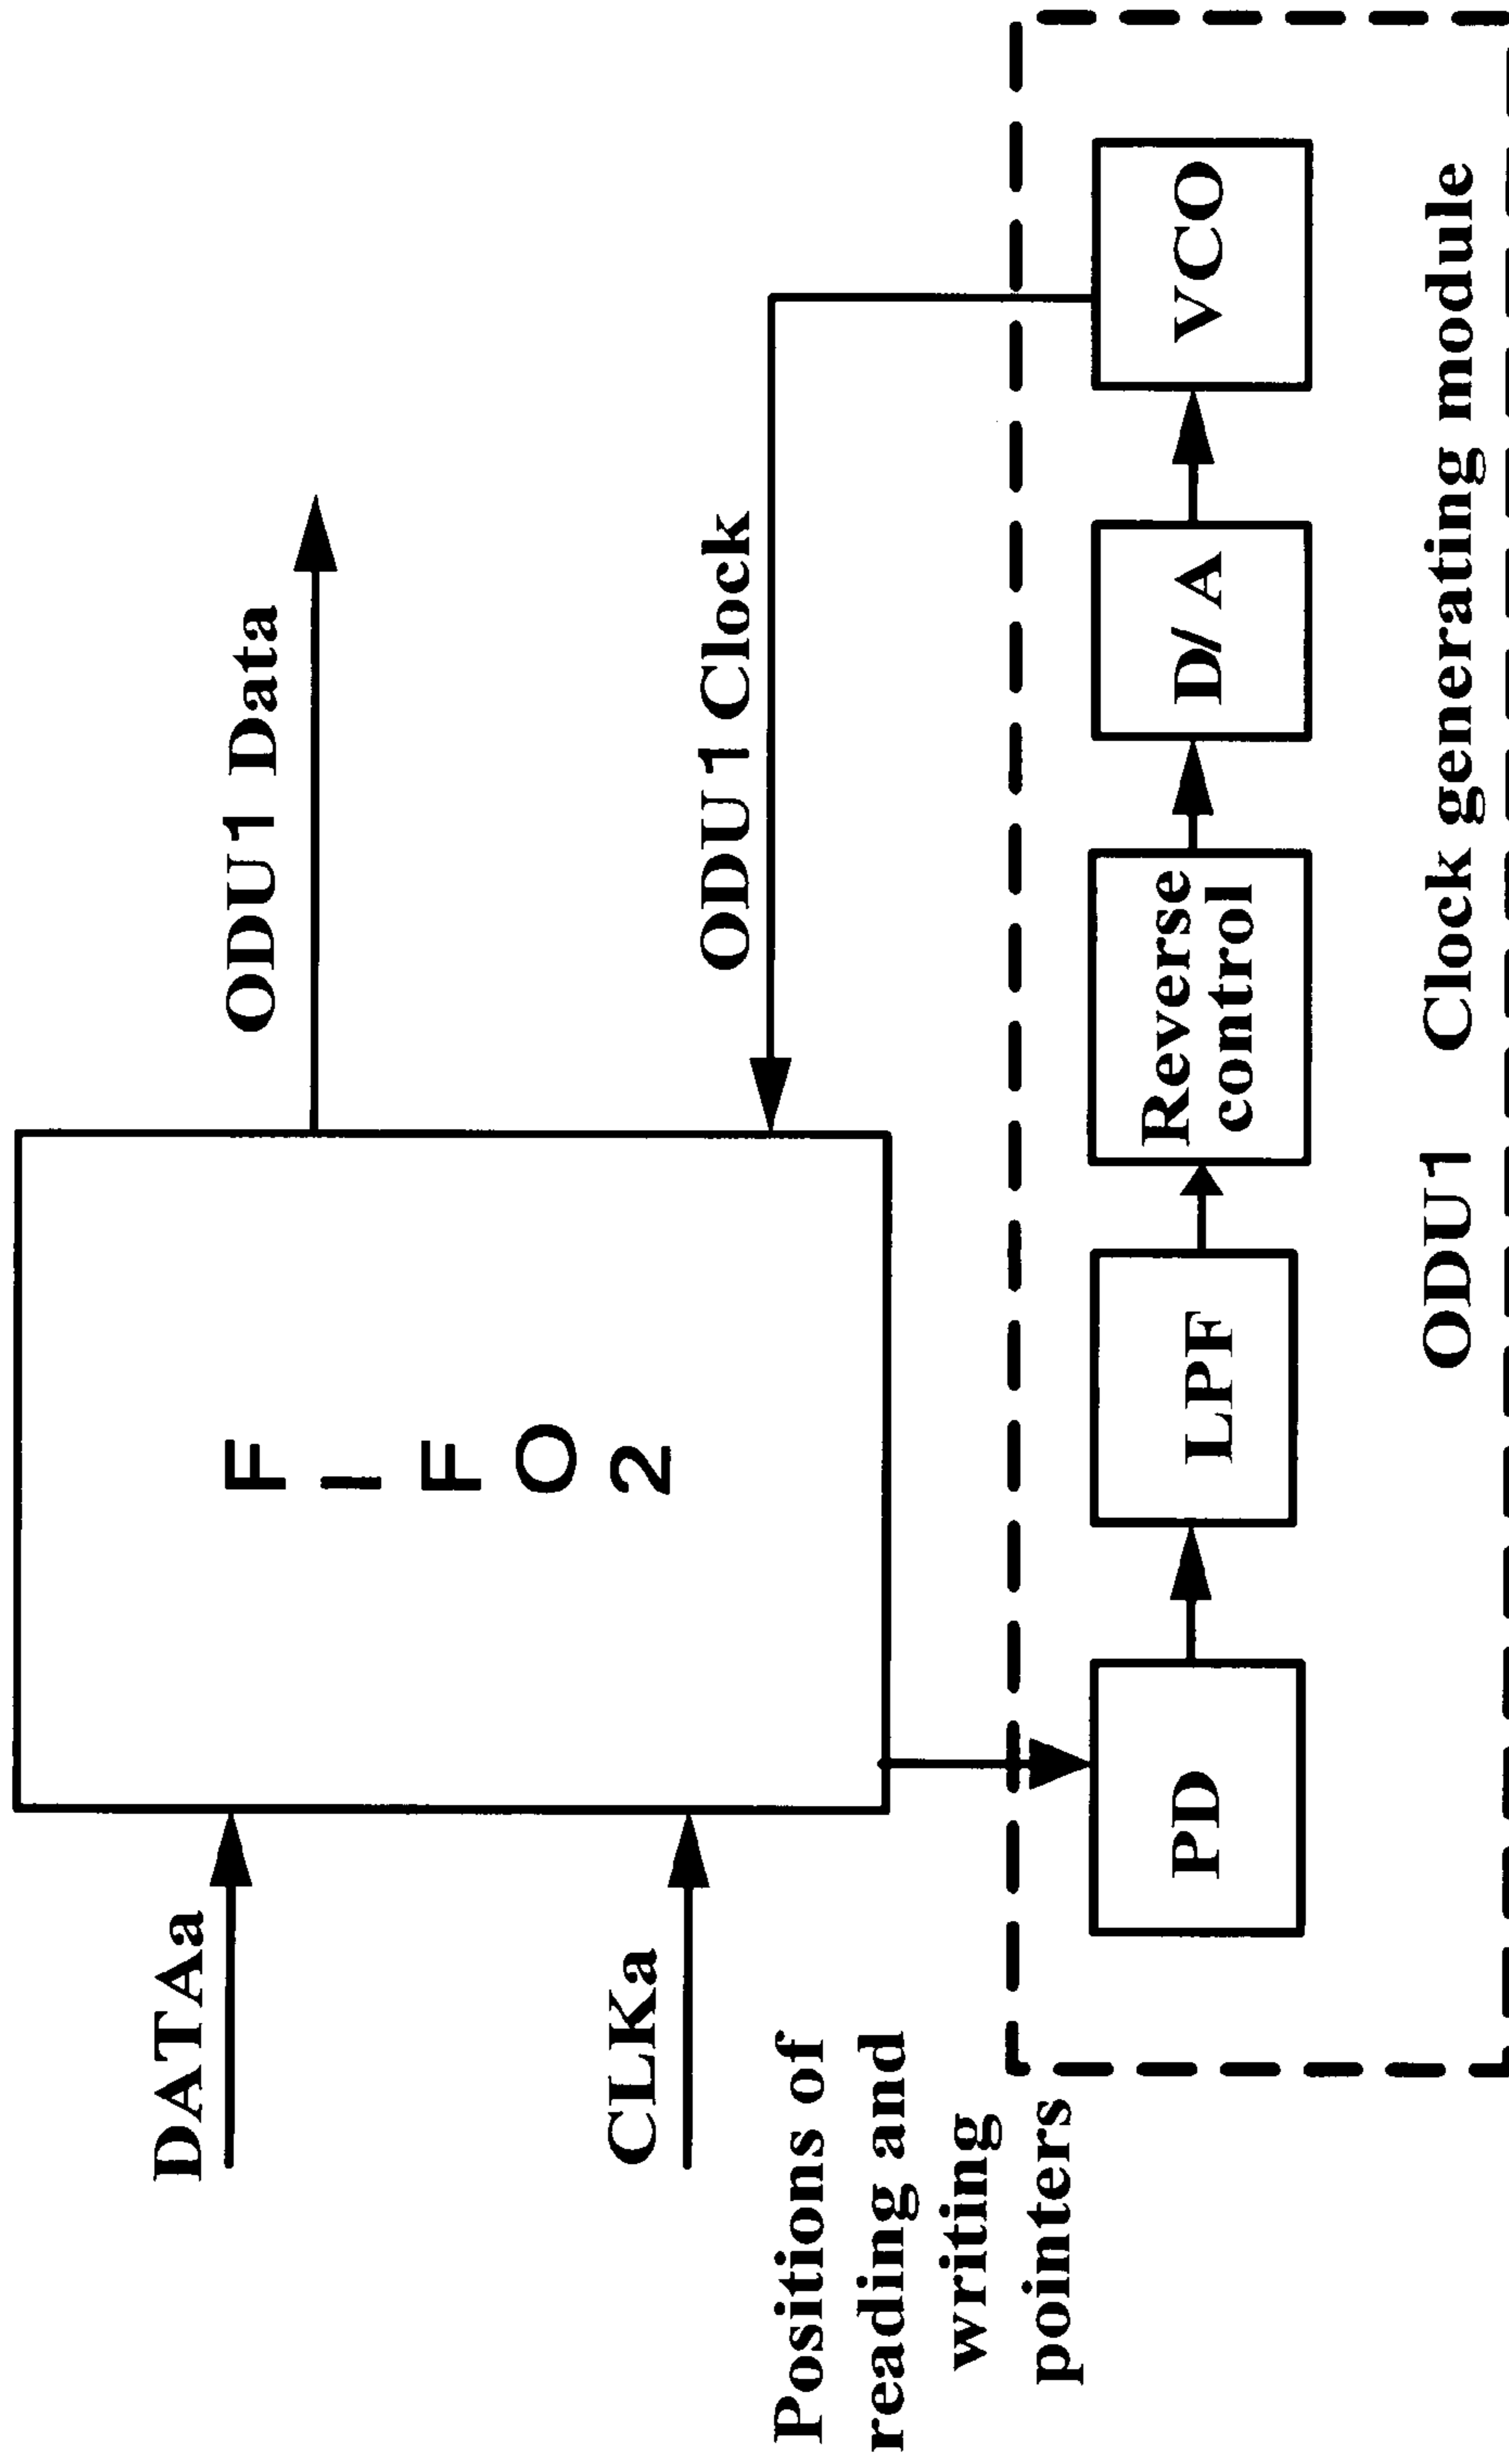 DATAa
CLKa
Positions of
reading and
writing
pointers
F
I
F
O
2
ODU1 Data
ODU1 Clock
PD
LPF
Reverse
control
D/A
VCO
ODU1 Clock generating module